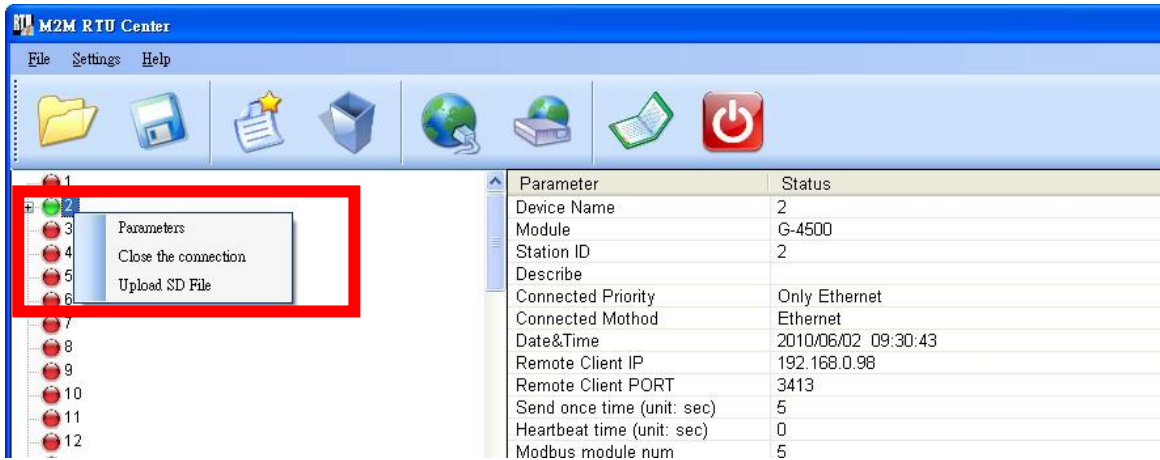 RTU M2M RTU Center
File Settings Help
1
2
3
4
5
6
7
8
9
10
11
12
Parameters
Close the connection
Upload SD File
Parameter Status
Device Name 2
Module G-4500
Station ID 2
Describe
Connected Priority Only Ethernet
Connected Mothod Ethernet
Date&Time 2010/06/02 09:30:43
Remote Client IP 192.168.0.98
Remote Client PORT 3413
Send once time (unit: sec) 5
Heartbeat time (unit: sec) 0
Modbus module num 5